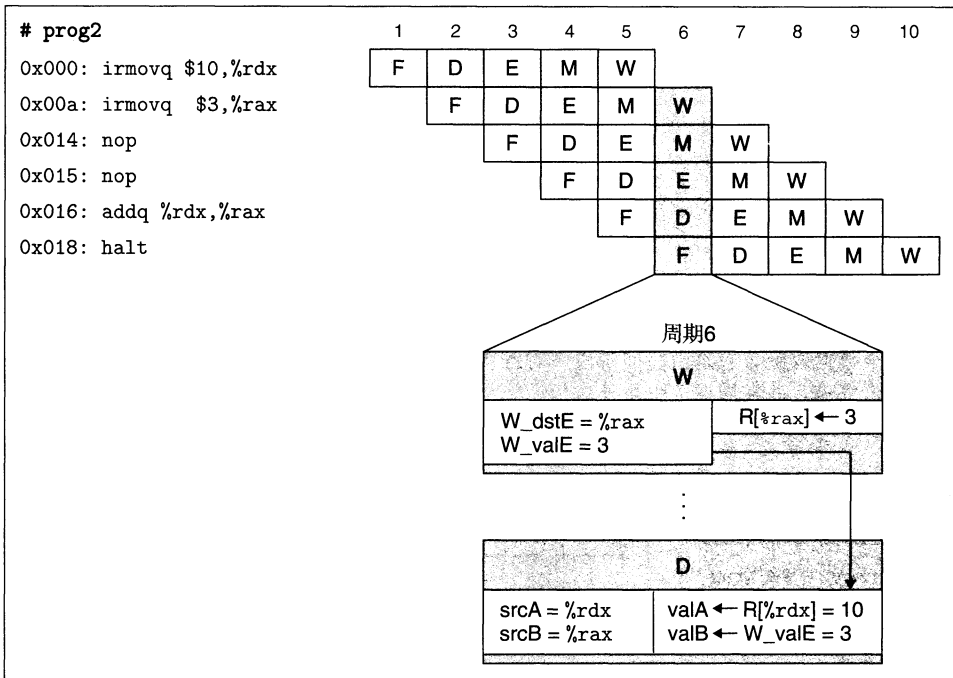 # prog2 1 2 3 4 5 6 7 8 9 10
0x000: irmovq $10,%rdx F D E M W
0x00a: irmovq $3,%rax F D E M W
0x014: nop F D E M W
0x015: nop F D E M W
0x016: addq %rdx,%rax F D E M W
0x018: halt F D E M W
周期6
W
W_dstE = %rax R[%rax] ← 3
W_valE = 3
⋮
D
srcA = %rdx valA ← R[%rdx] = 10
srcB = %rax valB ← W_valE = 3